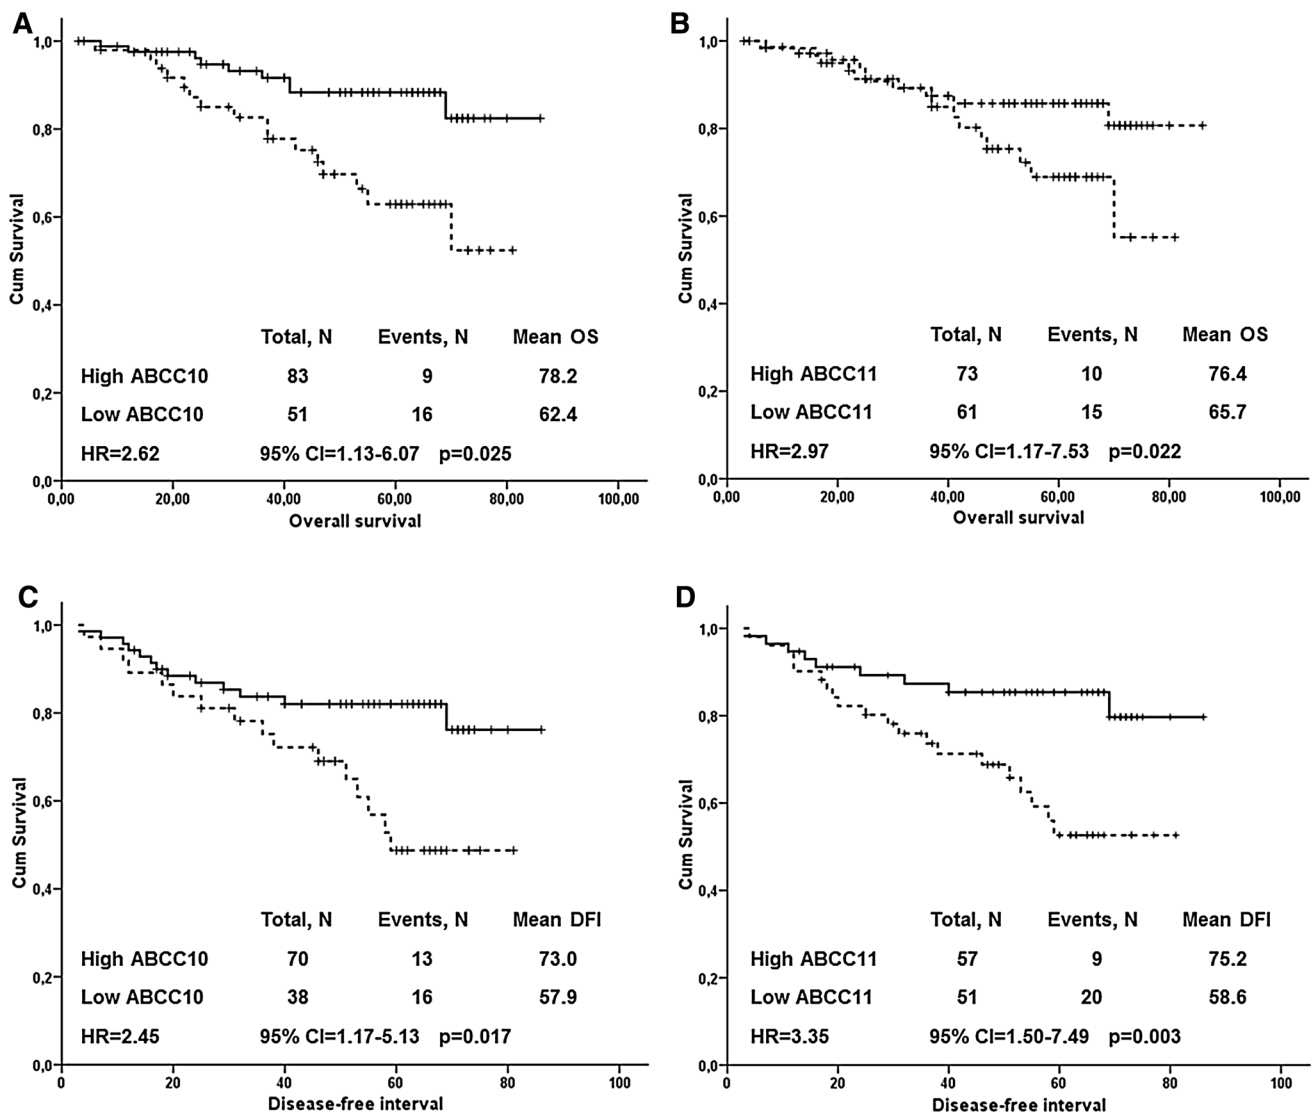 A
Cum Survival
1,0
0,8
0,6
0,4
0,2
0,0
Total, N Events, N Mean OS
High ABCC10 83 9 78.2
Low ABCC10 51 16 62.4
HR=2.62 95% CI=1.13-6.07 p=0.025
0,00 20,00 40,00 60,00 80,00 100,00
Overall survival
B
Cum Survival
1,0
0,8
0,6
0,4
0,2
0,0
Total, N Events, N Mean OS
High ABCC11 73 10 76.4
Low ABCC11 61 15 65.7
HR=2.97 95% CI=1.17-7.53 p=0.022
0,00 20,00 40,00 60,00 80,00 100,00
Overall survival
C
Cum Survival
1,0
0,8
0,6
0,4
0,2
0,0
Total, N Events, N Mean DFI
High ABCC10 70 13 73.0
Low ABCC10 38 16 57.9
HR=2.45 95% CI=1.17-5.13 p=0.017
0 20 40 60 80 100
Disease-free interval
D
Cum Survival
1,0
0,8
0,6
0,4
0,2
0,0
Total, N Events, N Mean DFI
High ABCC11 57 9 75.2
Low ABCC11 51 20 58.6
HR=3.35 95% CI=1.50-7.49 p=0.003
0 20 40 60 80 100
Disease-free interval